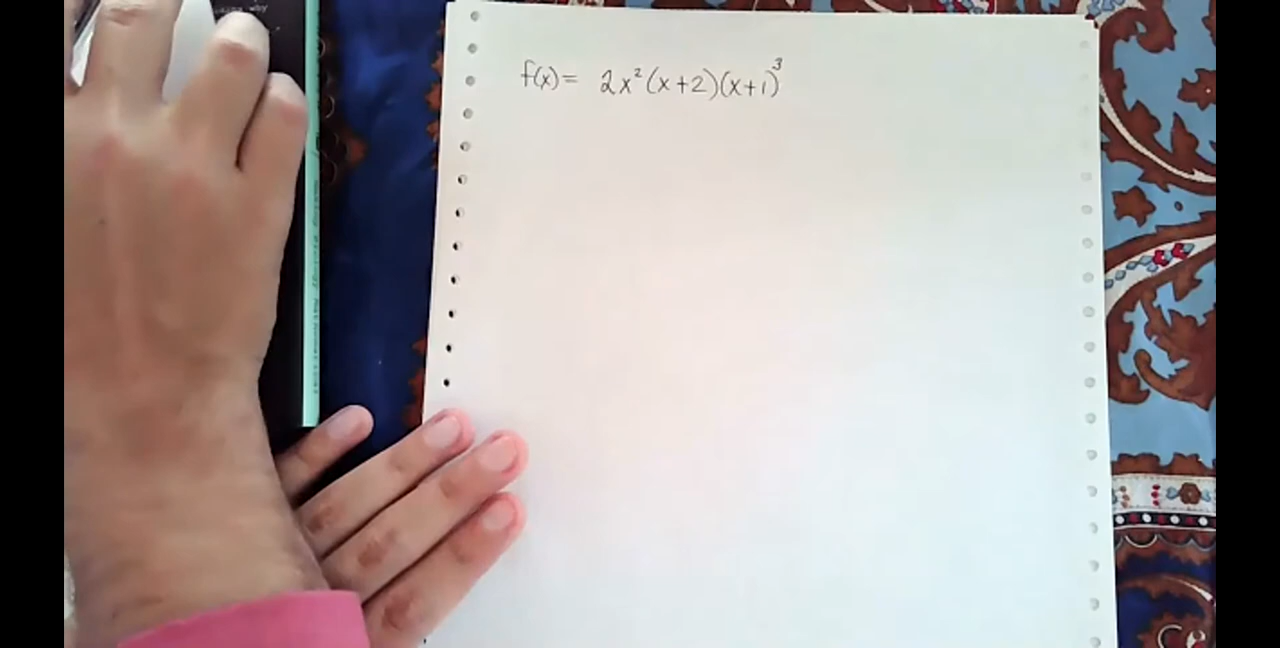 f(x) = 2x²(x+2)(x+1)³